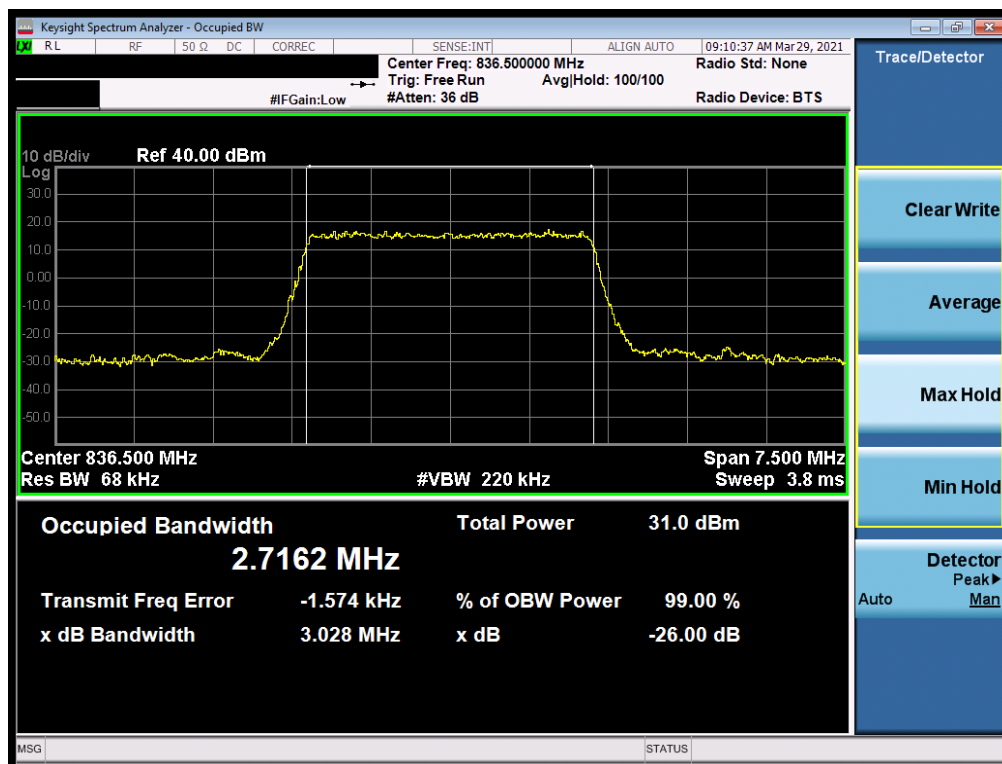 Keysight Spectrum Analyzer - Occupied BW
LXI RL RF 50 Ω DC CORREC SENSE:INT ALIGN AUTO 09:10:37 AM Mar 29, 2021
Center Freq: 836.500000 MHz Radio Std: None
Trig: Free Run Avg|Hold: 100/100
#IFGain:Low #Atten: 36 dB Radio Device: BTS
10 dB/div Ref 40.00 dBm
Log
30.0
20.0
10.0
0.00
-10.0
-20.0
-30.0
-40.0
-50.0
Center 836.500 MHz Span 7.500 MHz
Res BW 68 kHz #VBW 220 kHz Sweep 3.8 ms
Occupied Bandwidth Total Power 31.0 dBm
2.7162 MHz
Transmit Freq Error -1.574 kHz % of OBW Power 99.00 %
x dB Bandwidth 3.028 MHz x dB -26.00 dB
MSG STATUS
Trace/Detector
Clear Write
Average
Max Hold
Min Hold
Detector
Peak▶
Auto Man